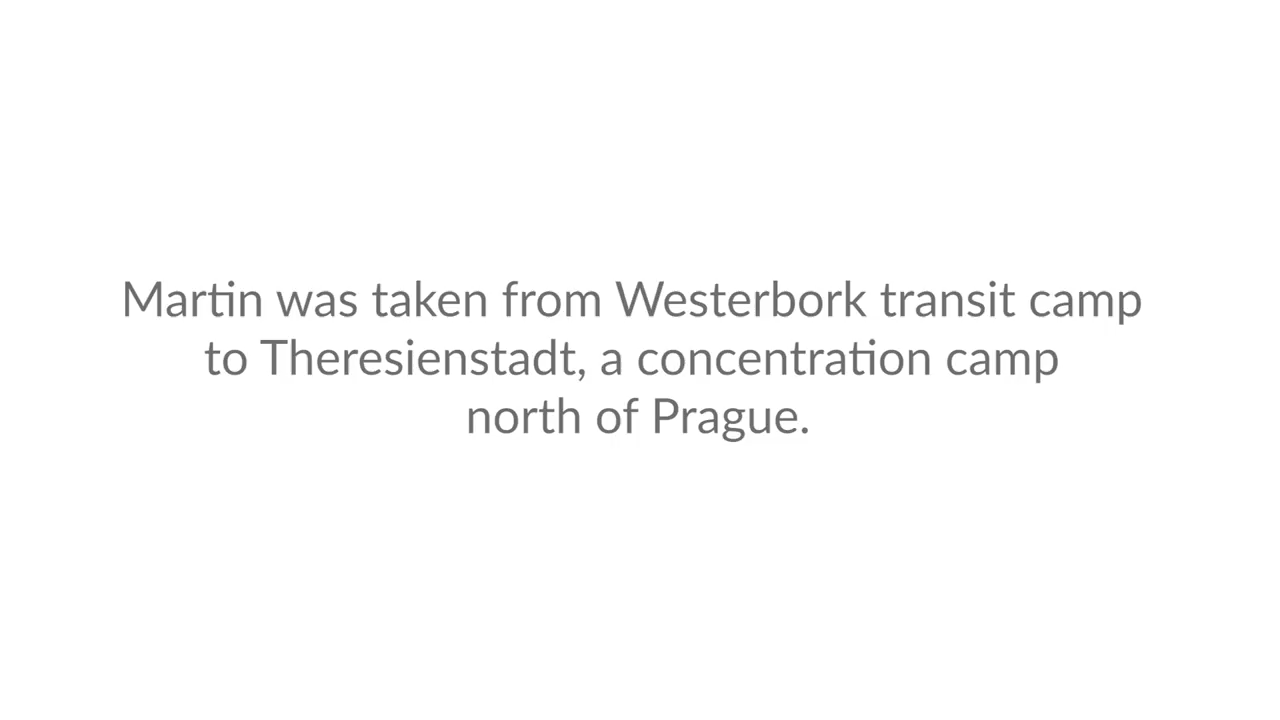 Martin was taken from Westerbork transit camp
to Theresienstadt, a concentration camp
north of Prague.